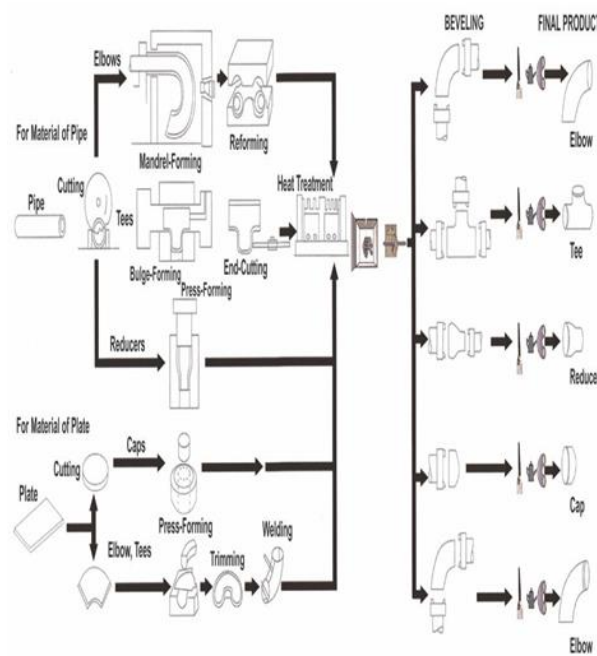 BEVELING
FINAL PRODUCT
Elbows
For Material of Pipe
Mandrel-Forming
Reforming
Elbow
Cutting
Heat Treatment
Pipe
Tees
Bulge-Forming
End-Cutting
Tee
Press-Forming
Reducers
Reduce
For Material of Plate
Caps
Cutting
Plate
Press-Forming
Cap
Welding
Elbow, Tees
Trimming
Elbow